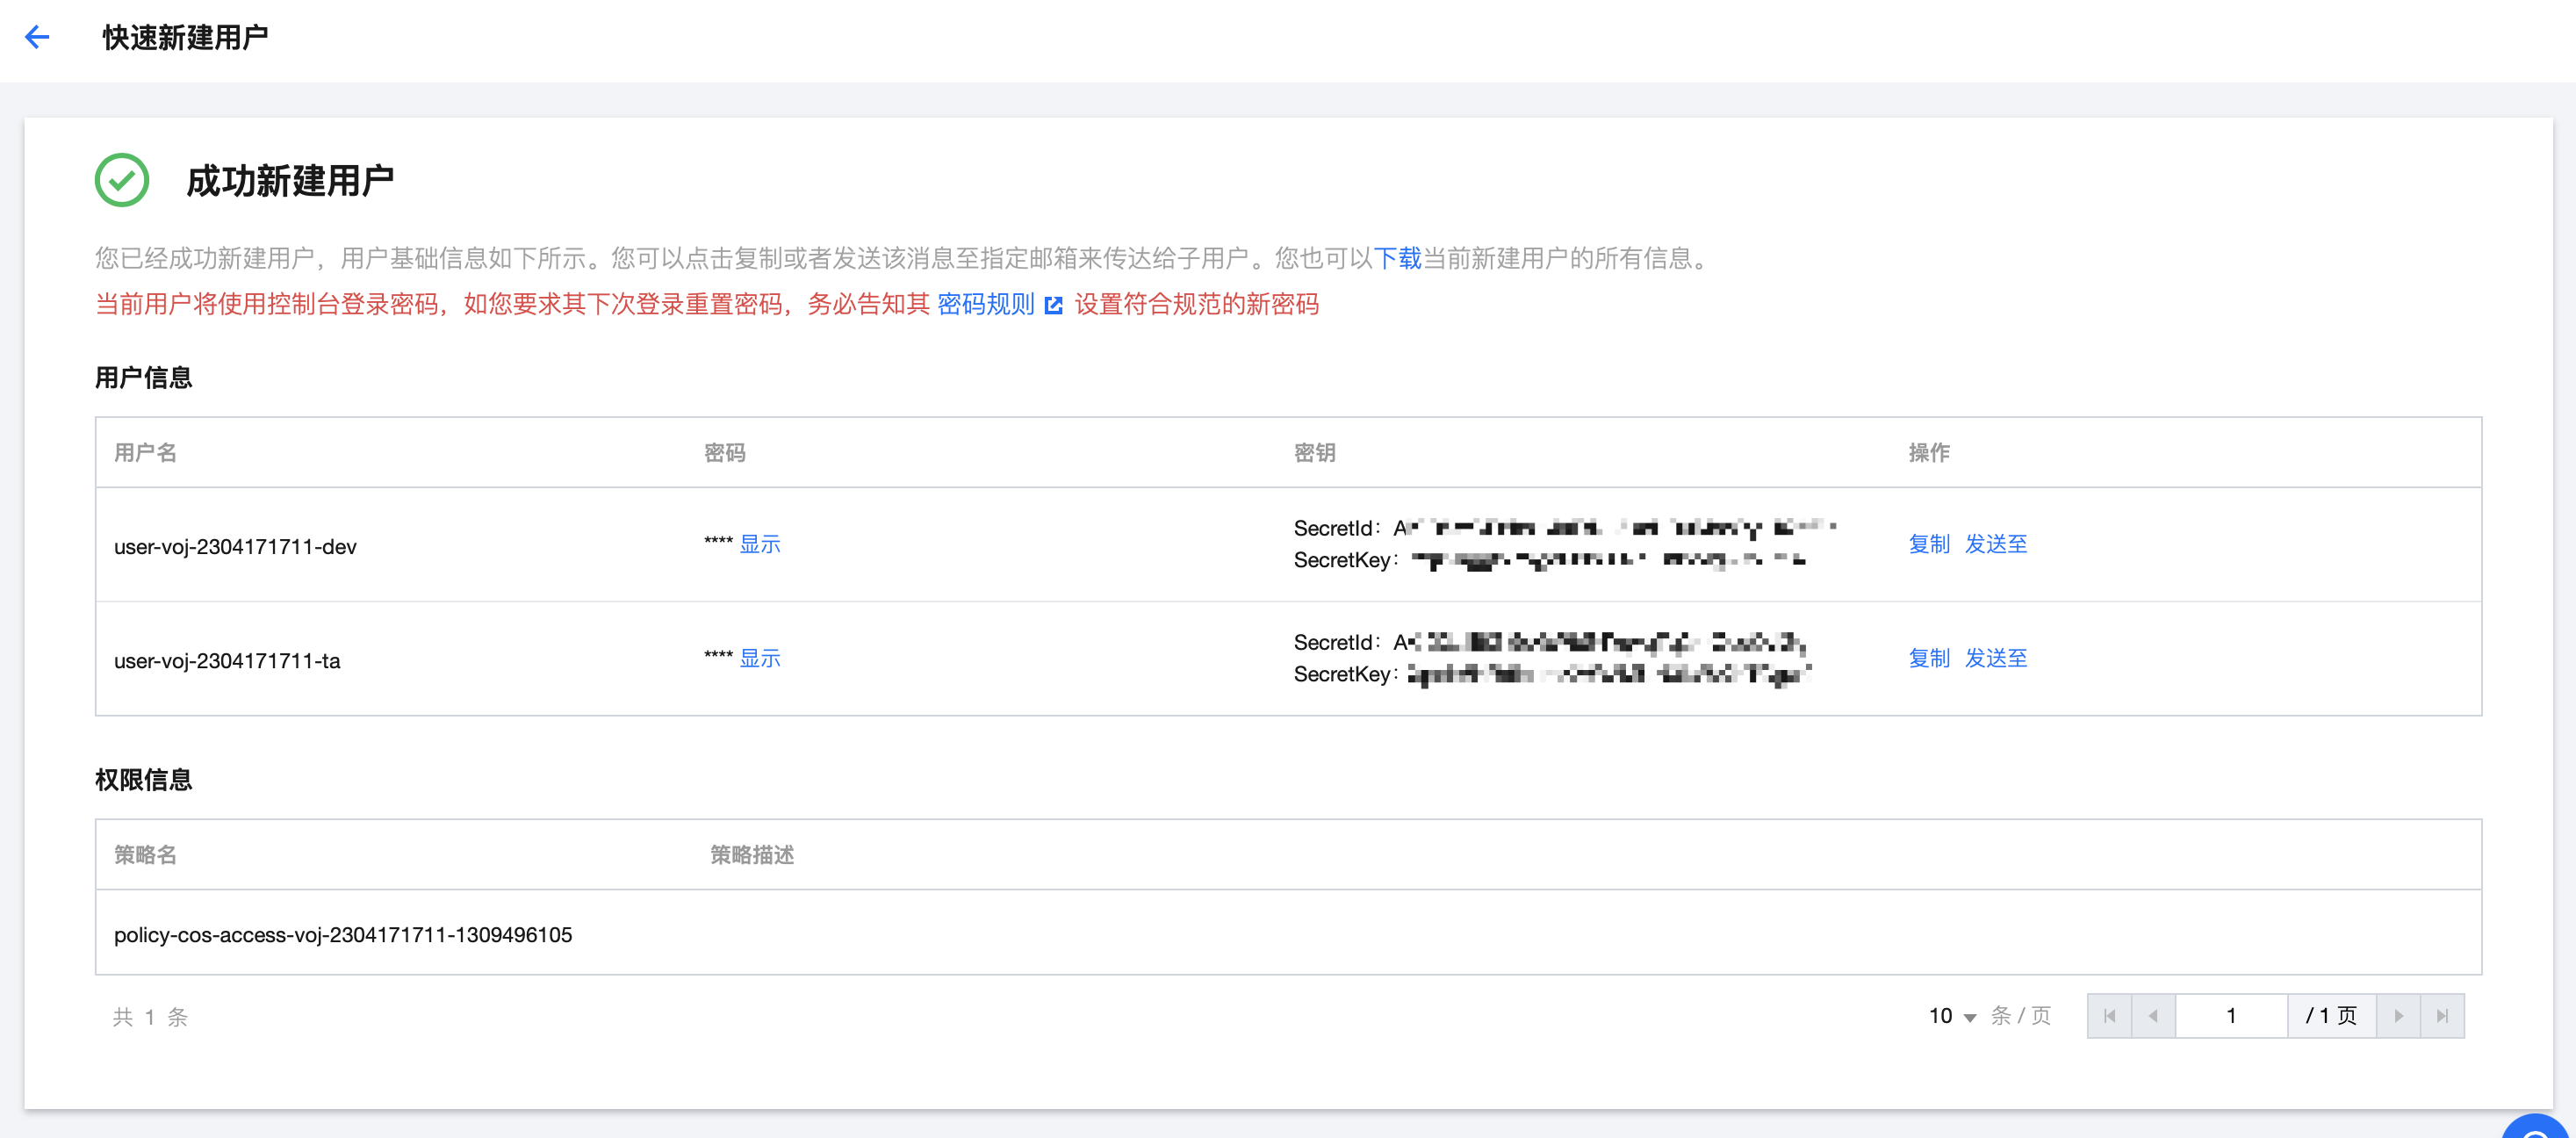 快速新建用户
成功新建用户
您已经成功新建用户，用户基础信息如下所示。您可以点击复制或者发送该消息至指定邮箱来传达给子用户。您也可以下载当前新建用户的所有信息。
当前用户将使用控制台登录密码，如您要求其下次登录重置密码，务必告知其 密码规则 设置符合规范的新密码
用户信息
用户名 密码 密钥 操作
user-voj-2304171711-dev **** 显示 SecretId: A 复制 发送至
SecretKey:
user-voj-2304171711-ta **** 显示 SecretId: A 复制 发送至
SecretKey:
权限信息
策略名 策略描述
policy-cos-access-voj-2304171711-1309496105
共 1 条 10 条 / 页 1 / 1 页